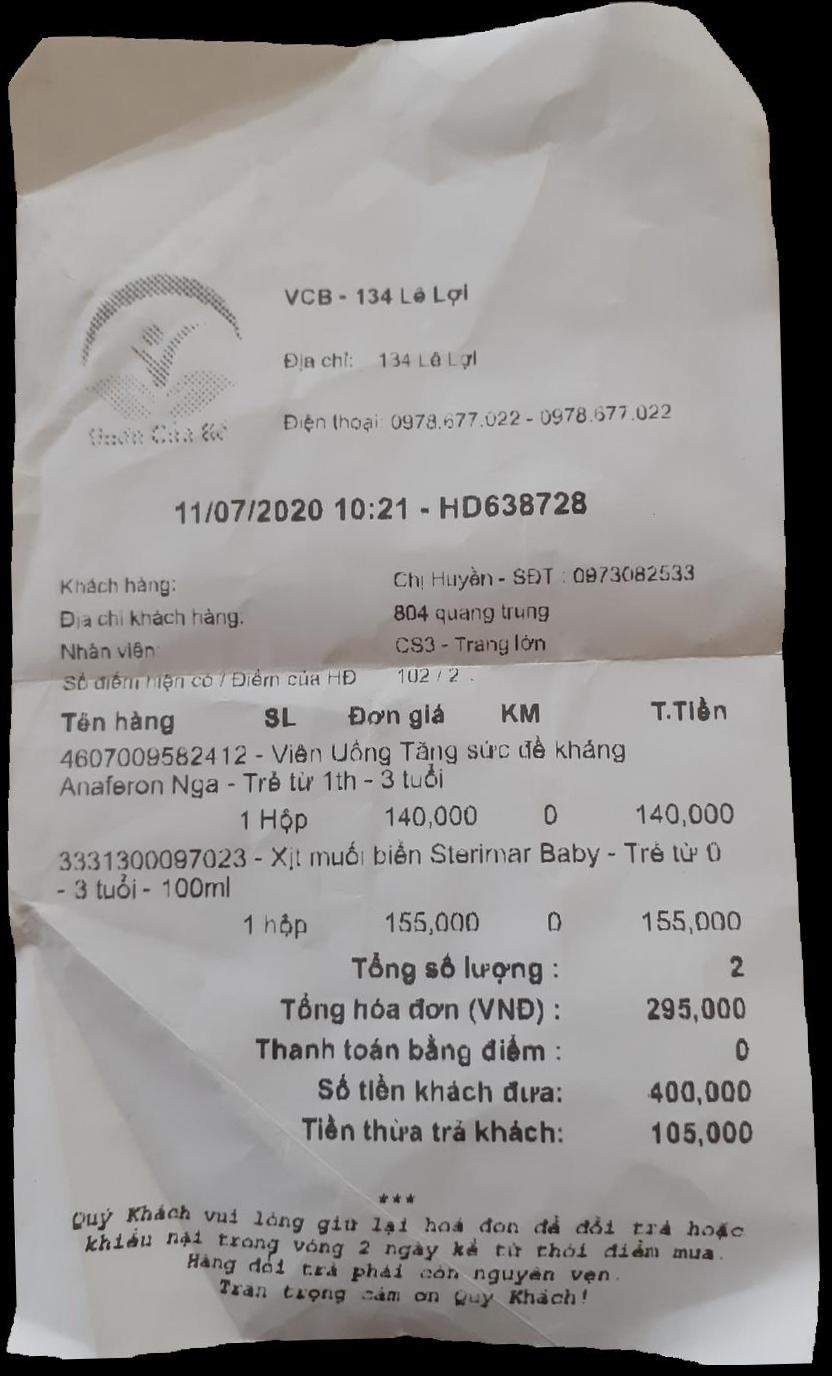 VCB - 134 Lê Lợi
Địa chỉ: 134 Lê Lợi
Điện thoại: 0978.677.022 - 0978.677.022
Của Bé
11/07/2020 10:21 - HD638728
Khách hàng: Chị Huyền - SĐT : 0973082533
Địa chỉ khách hàng. 804 quang trung
Nhân viên: CS3 - Trang lớn
Số điểm hiện có / Điểm của HĐ 102 / 2 .
Tên hàng SL Đơn giá KM T.Tiền
4607009582412 - Viên Uống Tăng sức đề kháng
Anaferon Nga - Trẻ từ 1th - 3 tuổi
1 Hộp 140,000 0 140,000
3331300097023 - Xịt muối biển Sterimar Baby - Trẻ từ 0
- 3 tuổi - 100ml
1 hộp 155,000 0 155,000
Tổng số lượng : 2
Tổng hóa đơn (VNĐ) : 295,000
Thanh toán bằng điểm : 0
Số tiền khách đưa: 400,000
Tiền thừa trả khách: 105,000
***
Quý Khách vui lòng giữ lại hoá đơn để đổi trả hoặc
khiếu nại trong vòng 2 ngày kể từ thời điểm mua.
Hàng đổi trả phải còn nguyên vẹn.
Trân trọng cảm ơn Quý Khách!